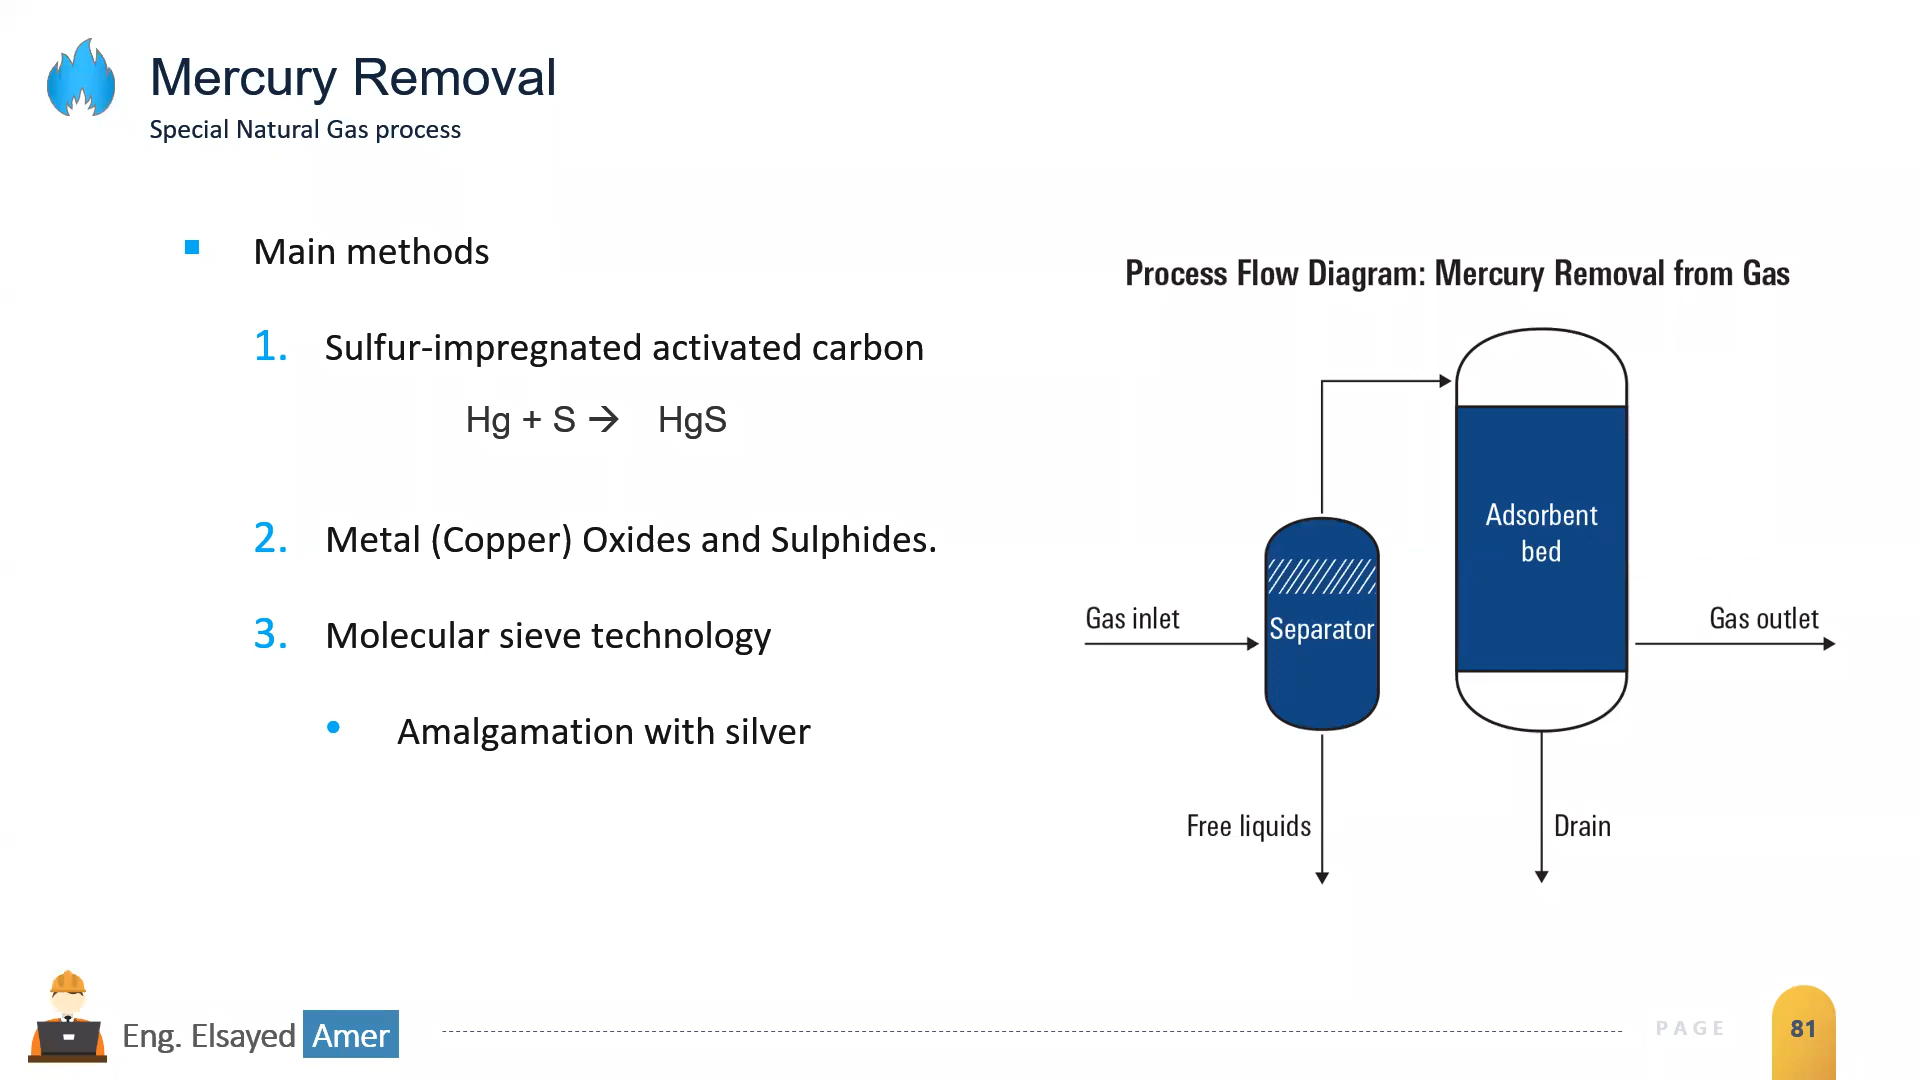 Mercury Removal
Special Natural Gas process
▪ Main methods
1. Sulfur-impregnated activated carbon
Hg + S → HgS
2. Metal (Copper) Oxides and Sulphides.
3. Molecular sieve technology
• Amalgamation with silver
Process Flow Diagram: Mercury Removal from Gas
Adsorbent
bed
Gas inlet
Separator
Gas outlet
Free liquids
Drain
Eng. Elsayed Amer
PAGE
81